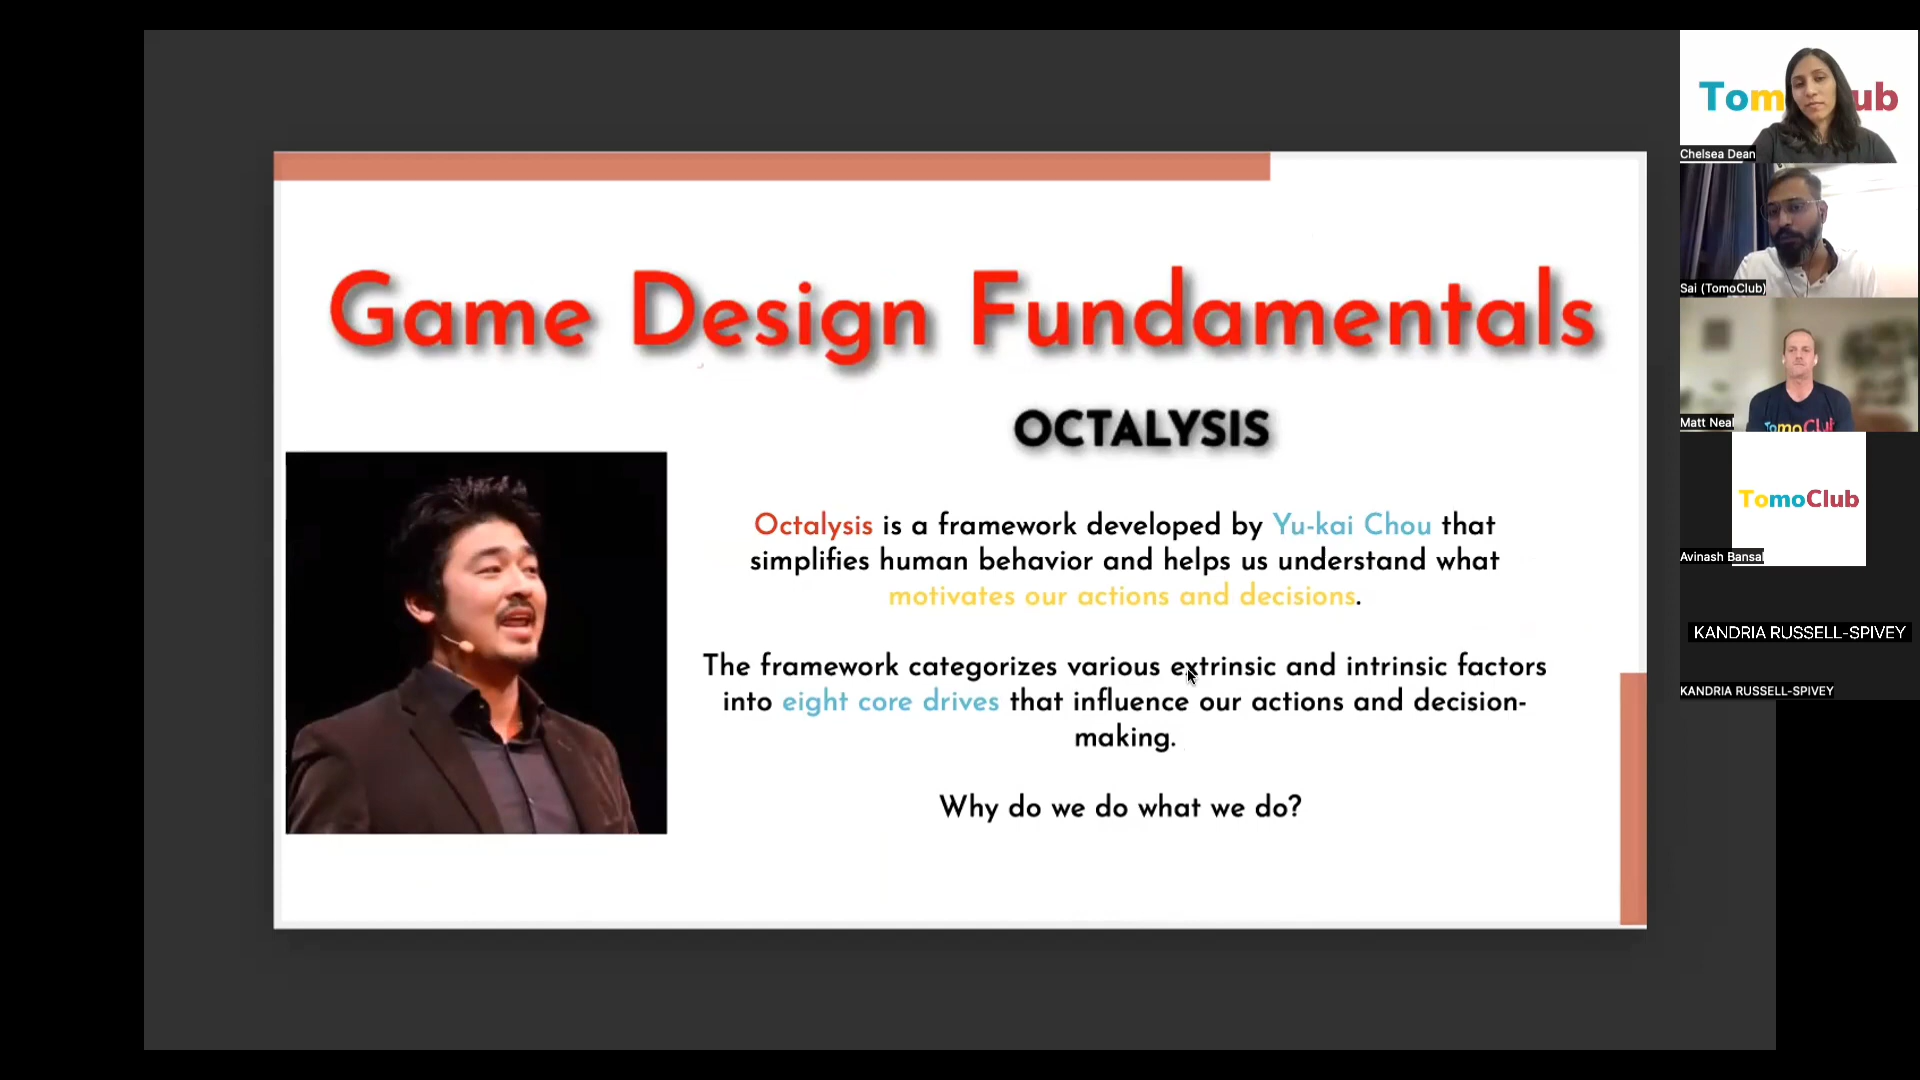 Game Design Fundamentals
OCTALYSIS
Octalysis is a framework developed by Yu-kai Chou that
simplifies human behavior and helps us understand what
motivates our actions and decisions.
The framework categorizes various extrinsic and intrinsic factors
into eight core drives that influence our actions and decision-
making.
Why do we do what we do?
Tom ub
Chelsea Dean
Sai (TomoClub)
TomoClub
Matt Neal
TomoClub
Avinash Bansal
KANDRIA RUSSELL-SPIVEY
KANDRIA RUSSELL-SPIVEY